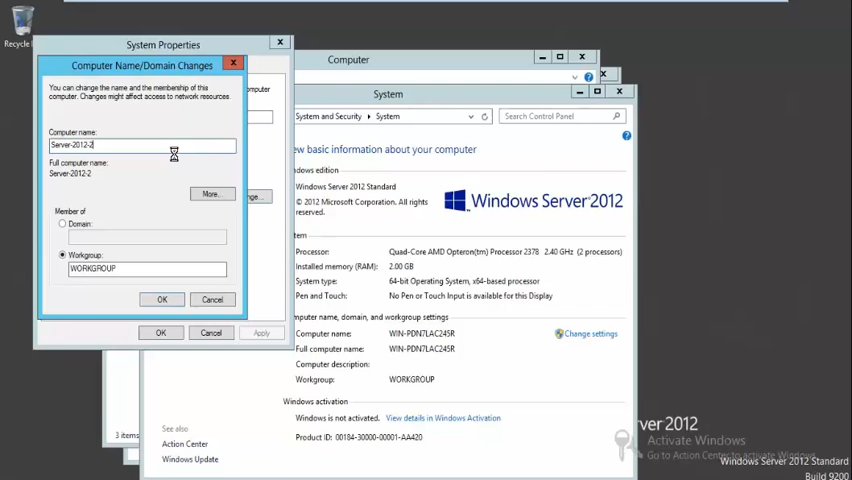 Recycle
System Properties
Computer Name/Domain Changes
You can change the name and the membership of this
computer. Changes might affect access to network resources.
Computer name:
Server-2012-2
Full computer name:
Server-2012-2
More...
Member of
Domain:
Workgroup:
WORKGROUP
OK
Cancel
OK
Cancel
Apply
Computer
System
System and Security
System
Search Control Panel
ew basic information about your computer
ndows edition
Windows Server 2012 Standard
© 2012 Microsoft Corporation. All
rights reserved.
Windows Server 2012
tem
Processor: Quad-Core AMD Opteron(tm) Processor 2378 2.40 GHz (2 processors)
Installed memory (RAM): 2.00 GB
System type: 64-bit Operating System, x64-based processor
Pen and Touch: No Pen or Touch Input is available for this Display
mputer name, domain, and workgroup settings
Computer name: WIN-PDN7LAC245R
Change settings
Full computer name: WIN-PDN7LAC245R
Computer description:
Workgroup: WORKGROUP
Windows activation
Windows is not activated. View details in Windows Activation
Product ID: 00184-30000-00001-AA420
See also
Action Center
Windows Update
3 items
rver 2012
Activate Windows
Go to Action Center to activate Windows.
Windows Server 2012 Standard
Build 9200